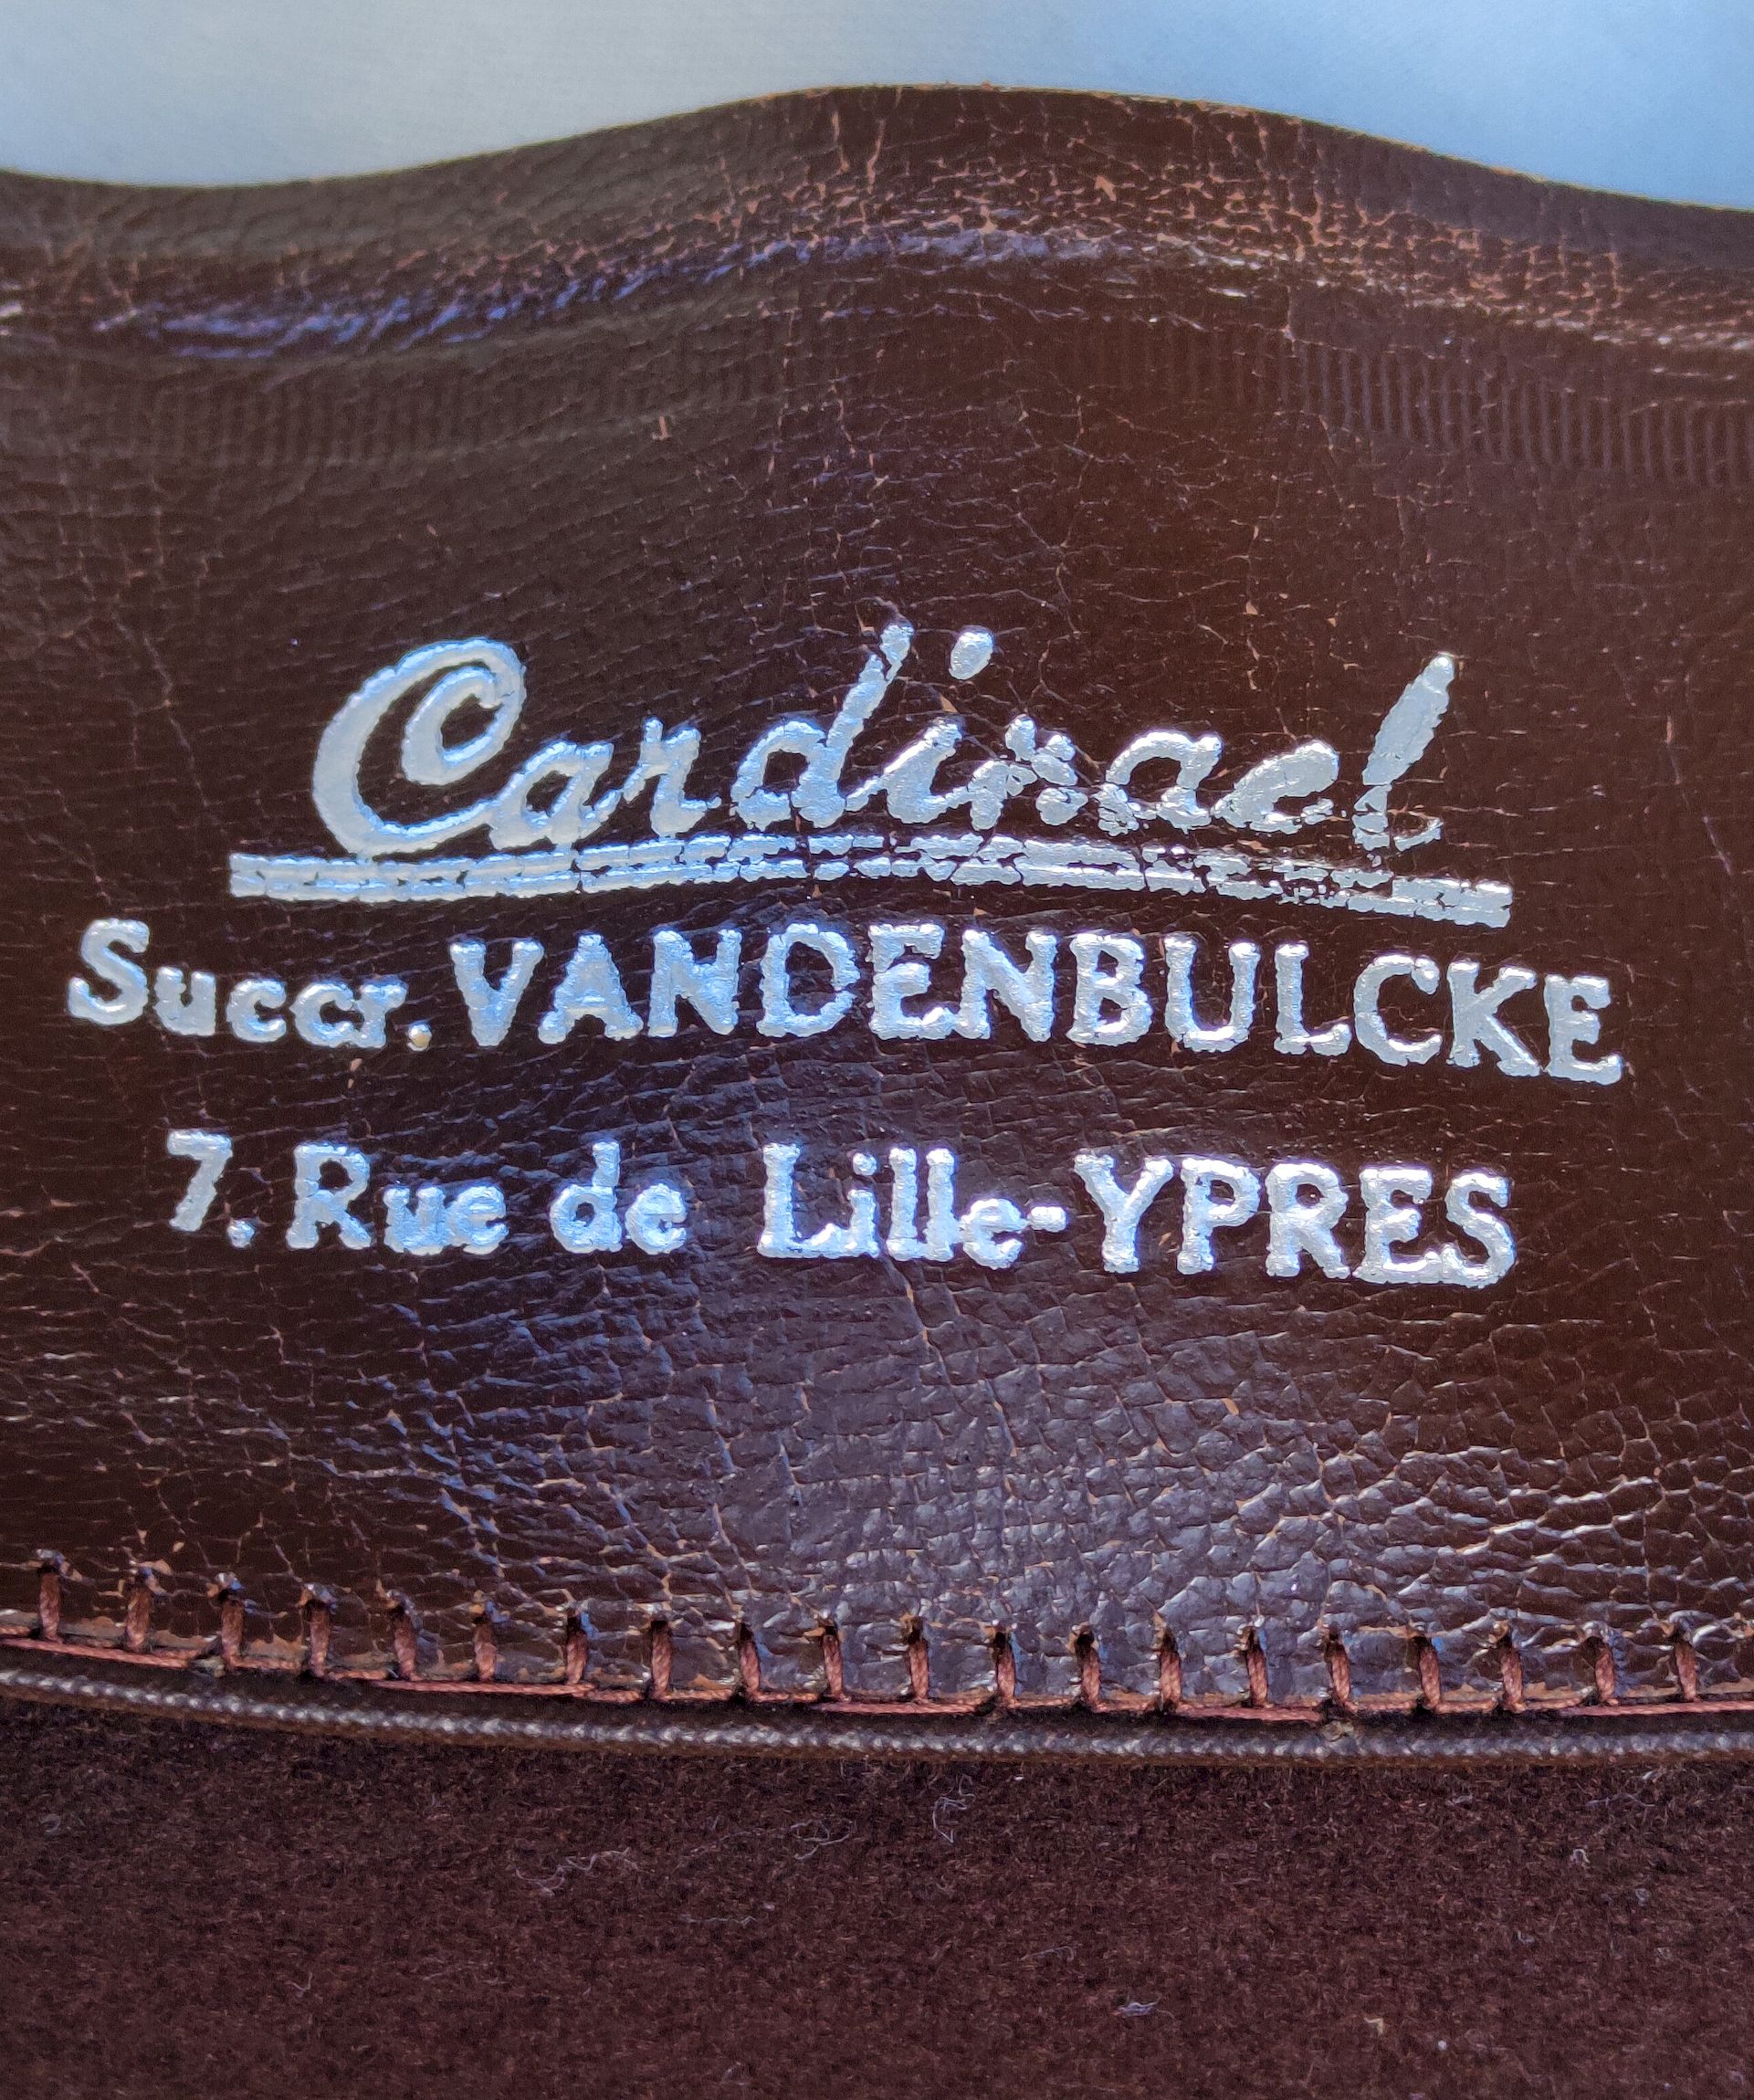 Cardinael
Succr. VANDENBULCKE
7. Rue de Lille-YPRES